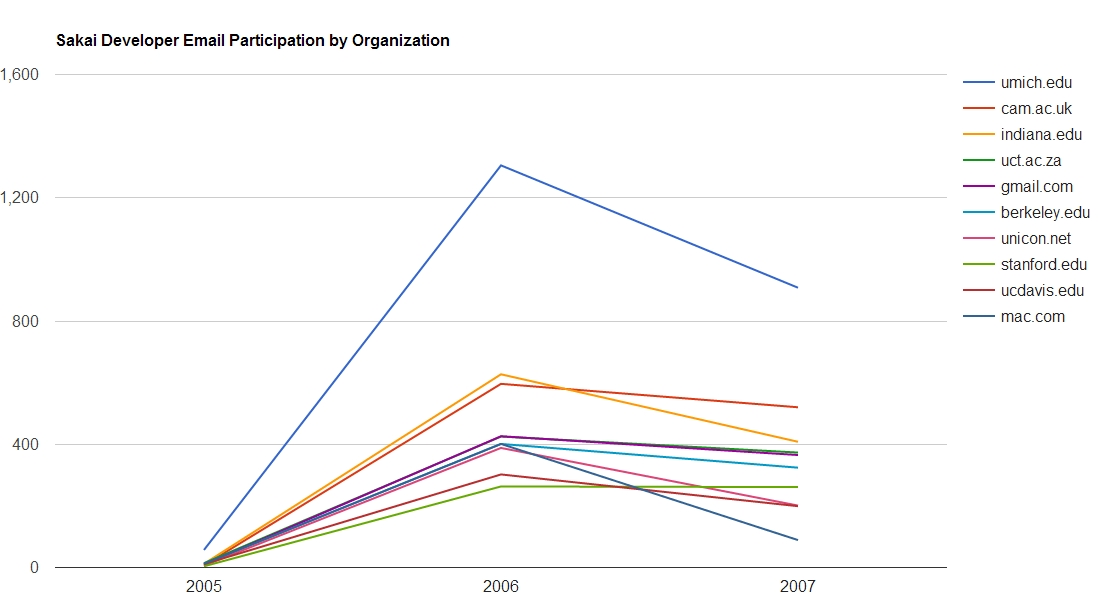 Sakai Developer Email Participation by Organization
1,600
1,200
800
400
0
2005
2006
2007
umich.edu
cam.ac.uk
indiana.edu
uct.ac.za
gmail.com
berkeley.edu
unicon.net
stanford.edu
ucdavis.edu
mac.com